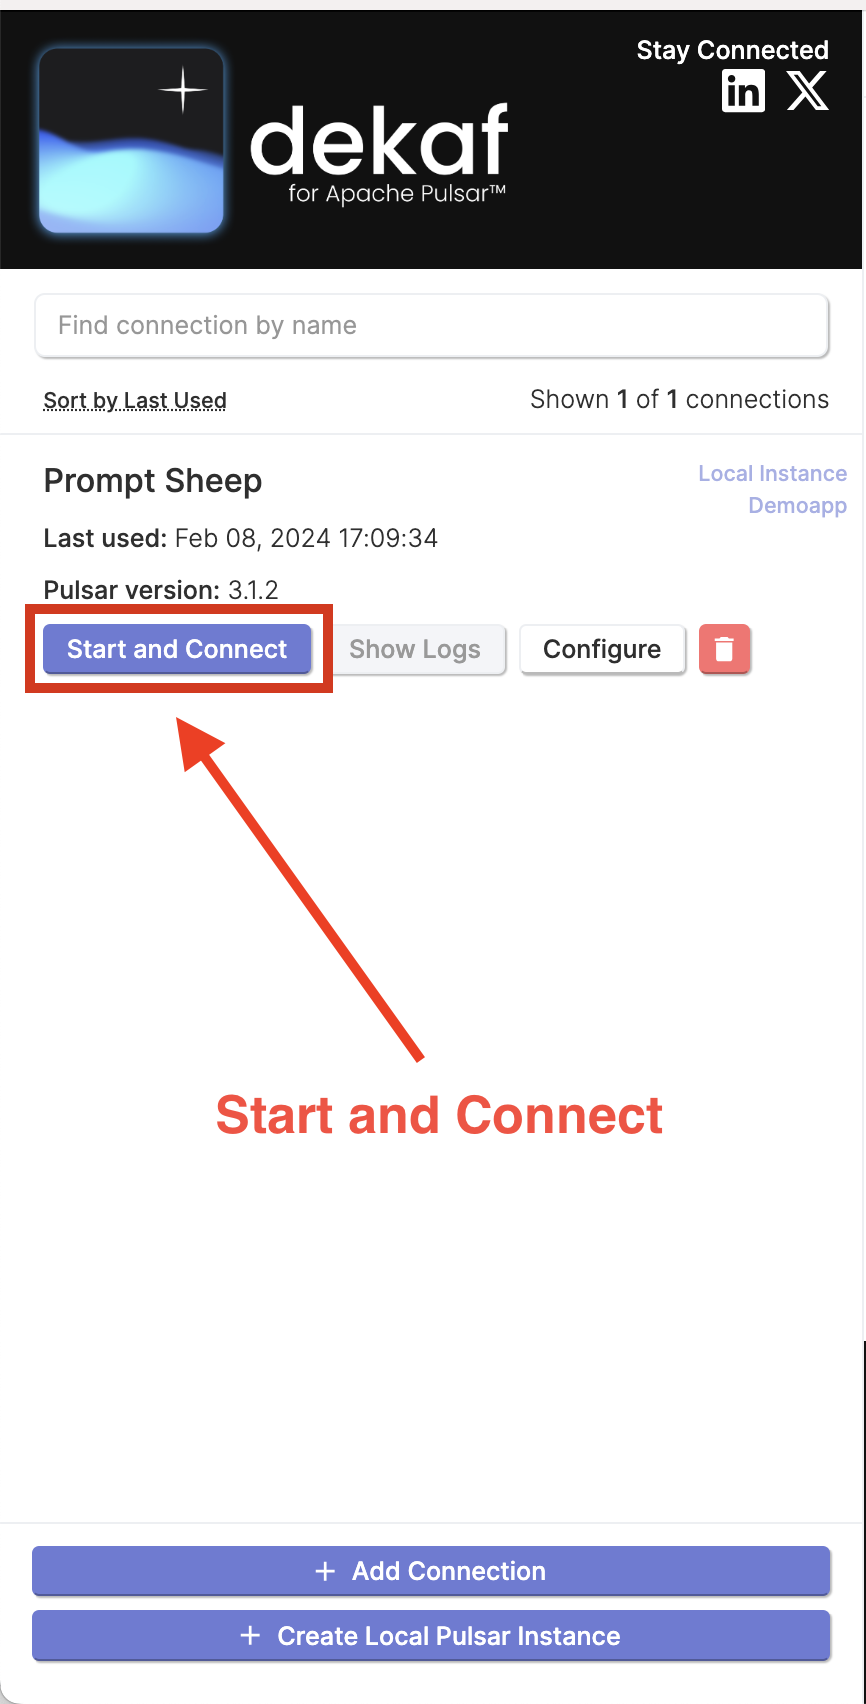 Stay Connected
dekaf
for Apache Pulsar™
Find connection by name
Sort by Last Used
Shown 1 of 1 connections
Prompt Sheep
Local Instance
Demoapp
Last used: Feb 08, 2024 17:09:34
Pulsar version: 3.1.2
Start and Connect
Show Logs
Configure
Start and Connect
+ Add Connection
+ Create Local Pulsar Instance